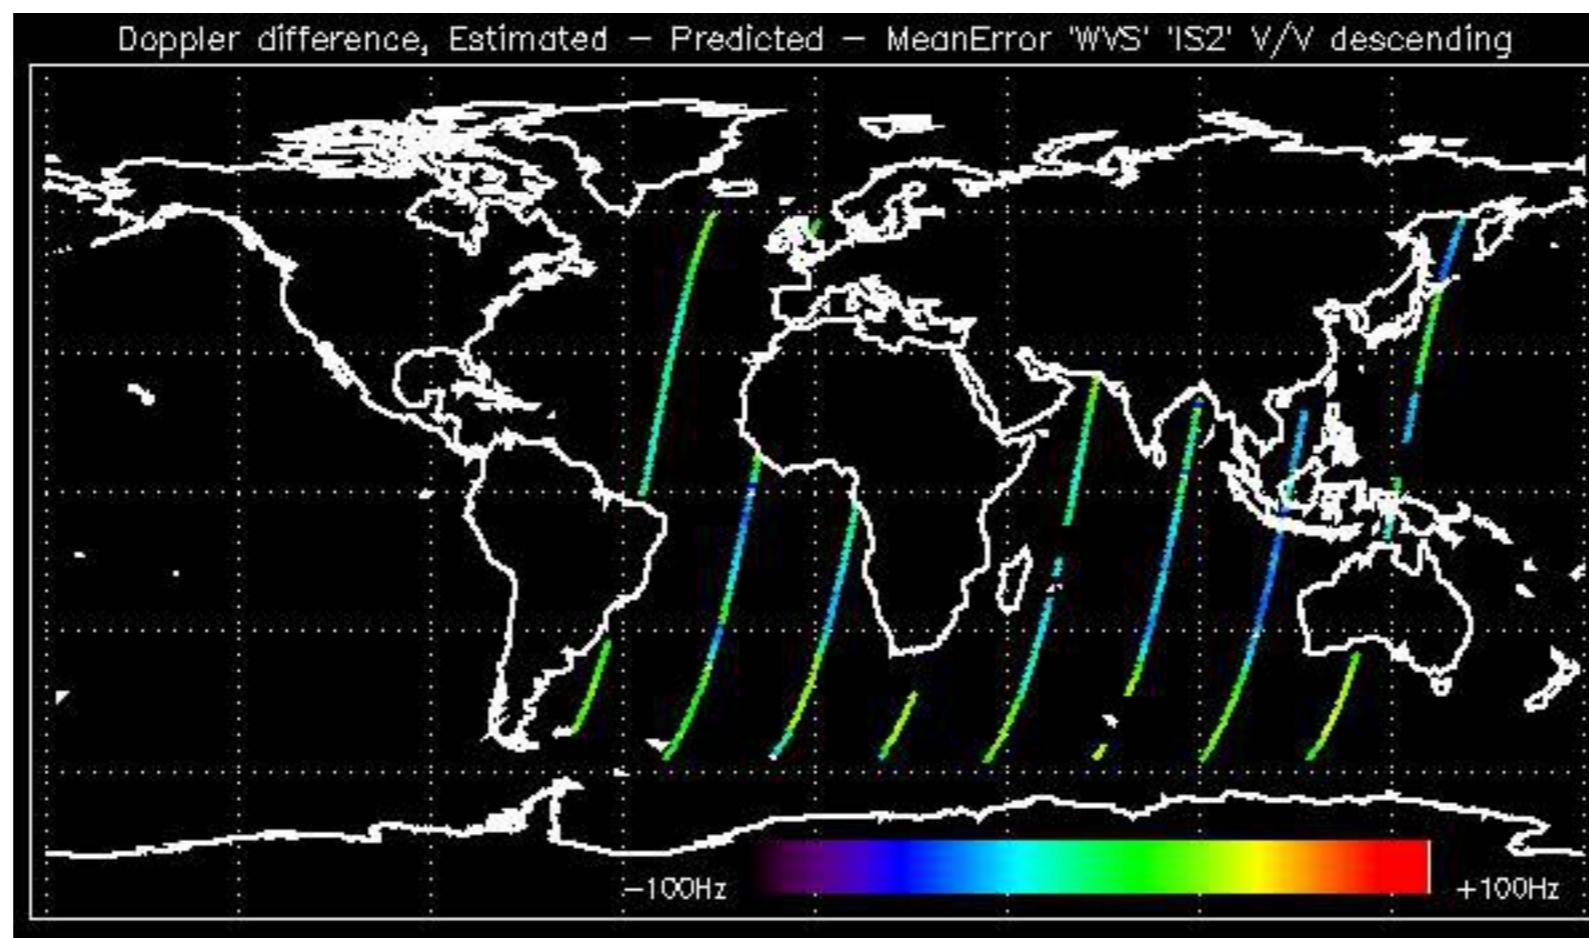 Doppler difference, Estimated – Predicted – MeanError 'WVS' 'IS2' V/V descending
–100Hz +100Hz